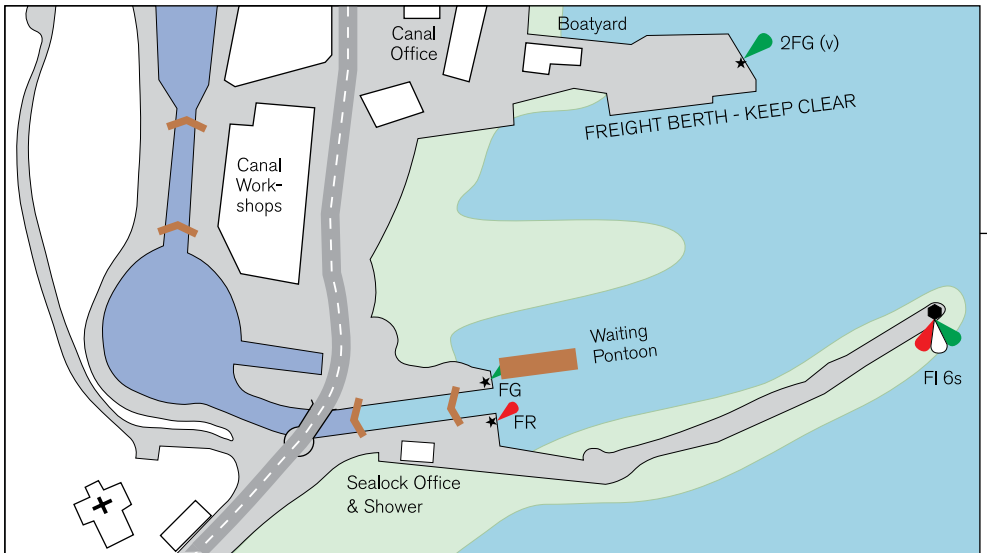 Boatyard
Canal
Office
2FG (v)
FREIGHT BERTH - KEEP CLEAR
Canal
Work-
shops
Waiting
Pontoon
FG
FR
Fl 6s
Sealock Office
& Shower